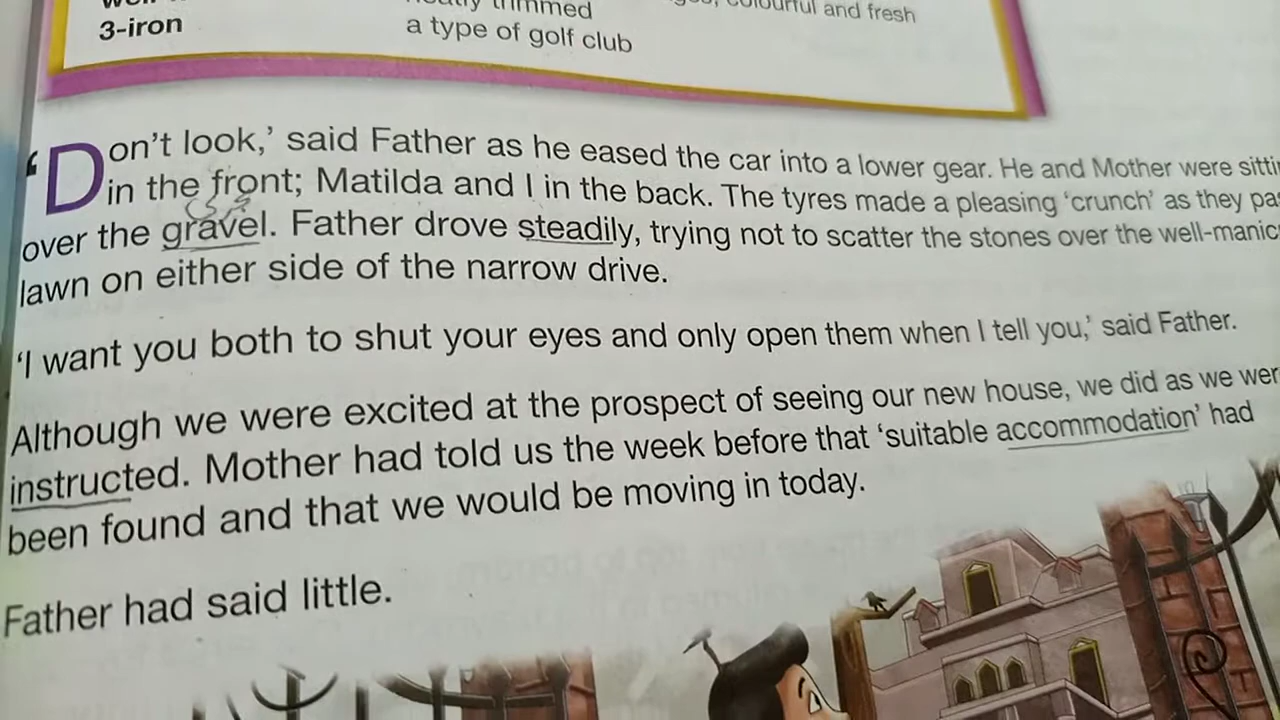 colourful and fresh
3-iron
trimmed
a type of golf club
‘Don’t look,’ said Father as he eased the car into a lower gear. He and Mother were
in the front; Matilda and I in the back. The tyres made a pleasing ‘crunch’ as they
over the gravel. Father drove steadily, trying not to scatter the stones over the
lawn on either side of the narrow drive.
‘I want you both to shut your eyes and only open them when I tell you,’ said Father.
Although we were excited at the prospect of seeing our new house, we did as we
instructed. Mother had told us the week before that ‘suitable accommodation’ had
been found and that we would be moving in today.
Father had said little.